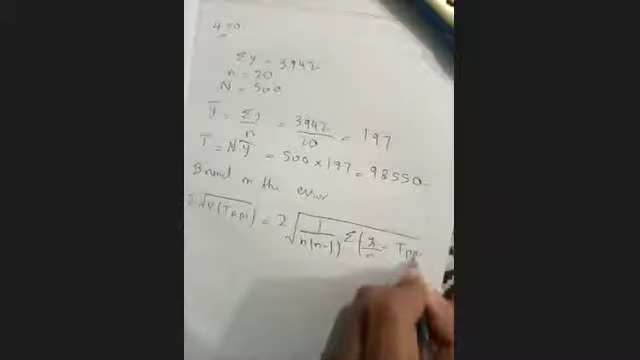 Σy = 3942
n = 20
N = 500
ȳ = Σy/n = 3942/20 = 197
T = Nȳ = 500 × 197 = 98550
Bound on the error
2√V(Tpps) = 2√1/n(n-1) Σ(